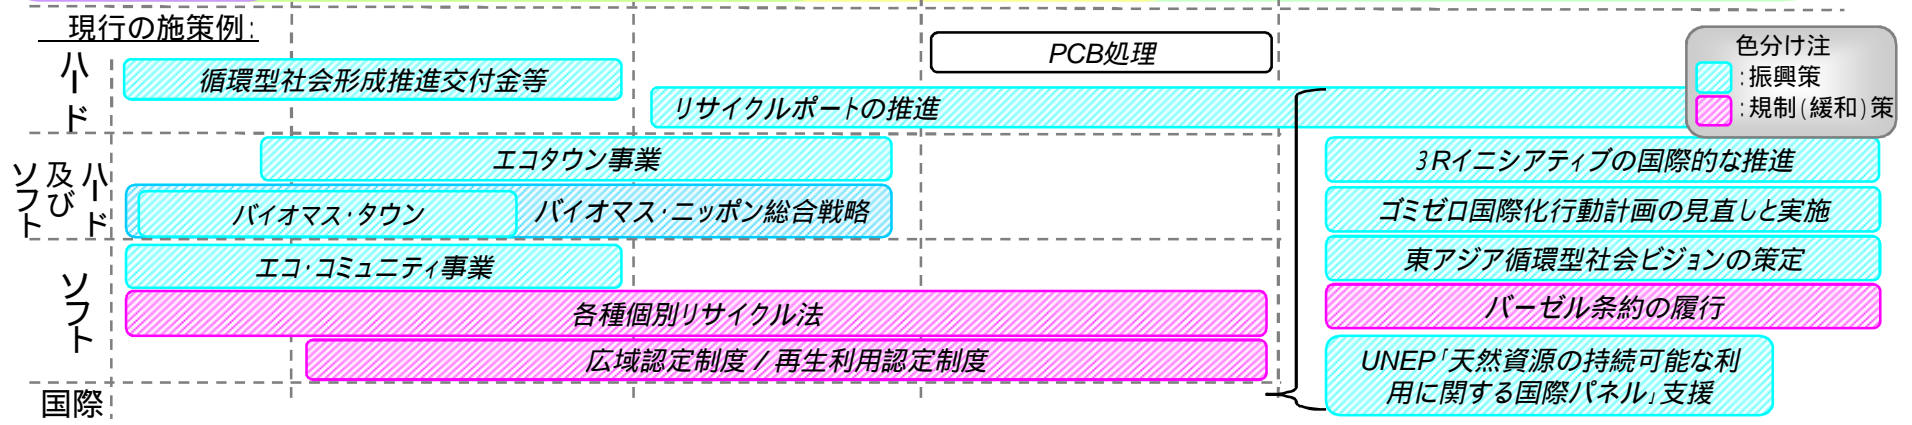 現行の施策例:
ハード
循環型社会形成推進交付金等
PCB処理
リサイクルポートの推進
色分け注
:振興策
:規制(緩和)策
ハード
及び
ソフト
エコタウン事業
バイオマス・タウン
バイオマス・ニッポン総合戦略
3Rイニシアティブの国際的な推進
ゴミゼロ国際化行動計画の見直しと実施
東アジア循環型社会ビジョンの策定
バーゼル条約の履行
UNEP「天然資源の持続可能な利
用に関する国際パネル」支援
ソフト
エコ・コミュニティ事業
各種個別リサイクル法
広域認定制度/再生利用認定制度
国際